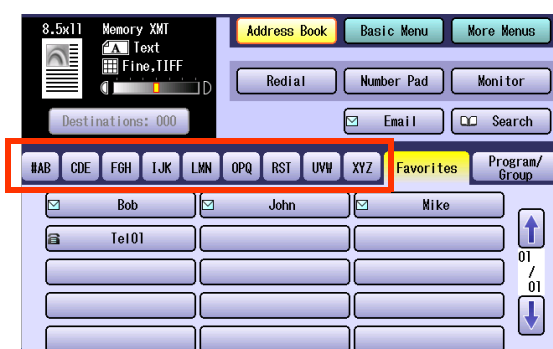 8.5x11 Memory XMT
A Text
Fine,TIFF
D
Destinations: 000
Address Book Basic Menu More Menus
Redial Number Pad Monitor
Email Search
#AB CDE FGH IJK LMN OPQ RST UVW XYZ Favorites Program/
Group
Bob John Mike
Tel01
01
/
01